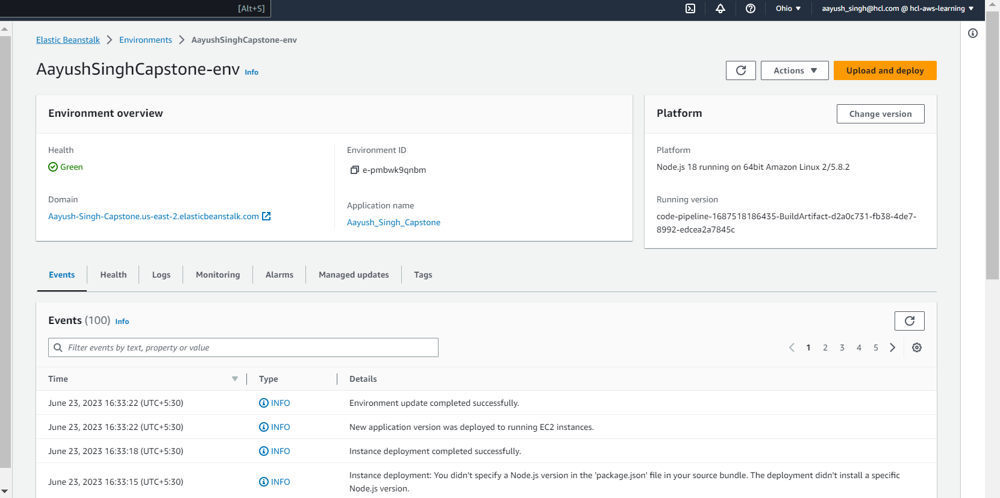 [Alt+S]
Ohio ▼
aayush_singh@hcl.com @ hcl-aws-learning ▼
Elastic Beanstalk > Environments > AayushSinghCapstone-env
AayushSinghCapstone-env Info
Actions ▼
Upload and deploy
Environment overview
Health
Green
Domain
Aayush-Singh-Capstone.us-east-2.elasticbeanstalk.com
Environment ID
e-pmbwk9qnbm
Application name
Aayush_Singh_Capstone
Platform
Change version
Platform
Node.js 18 running on 64bit Amazon Linux 2/5.8.2
Running version
code-pipeline-1687518186435-BuildArtifact-d2a0c731-fb38-4de7-
8992-edcea2a7845c
Events
Health
Logs
Monitoring
Alarms
Managed updates
Tags
Events (100) Info
Filter events by text, property or value
1 2 3 4 5
Time Type Details
June 23, 2023 16:33:22 (UTC+5:30) INFO Environment update completed successfully.
June 23, 2023 16:33:22 (UTC+5:30) INFO New application version was deployed to running EC2 instances.
June 23, 2023 16:33:18 (UTC+5:30) INFO Instance deployment completed successfully.
June 23, 2023 16:33:15 (UTC+5:30) INFO Instance deployment: You didn't specify a Node.js version in the 'package.json' file in your source bundle. The deployment didn't install a specific
Node.js version.